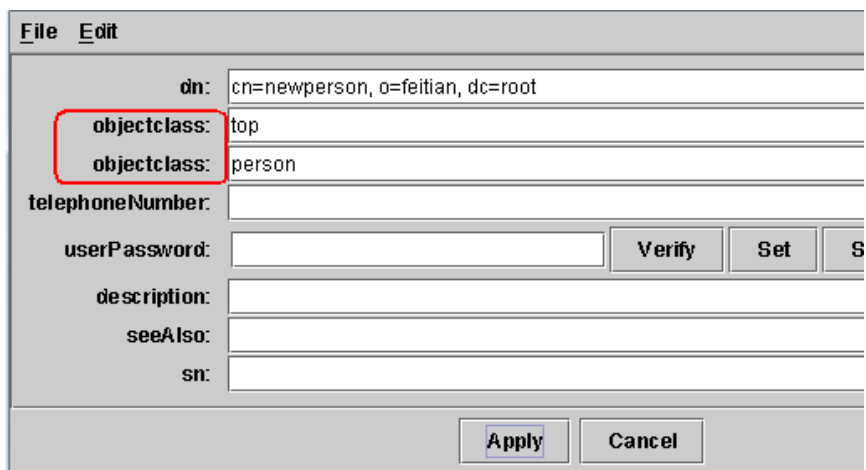 File Edit
dn: cn=newperson, o=feitian, dc=root
objectclass: top
objectclass: person
telephoneNumber:
userPassword: Verify Set S
description:
seeAlso:
sn:
Apply Cancel